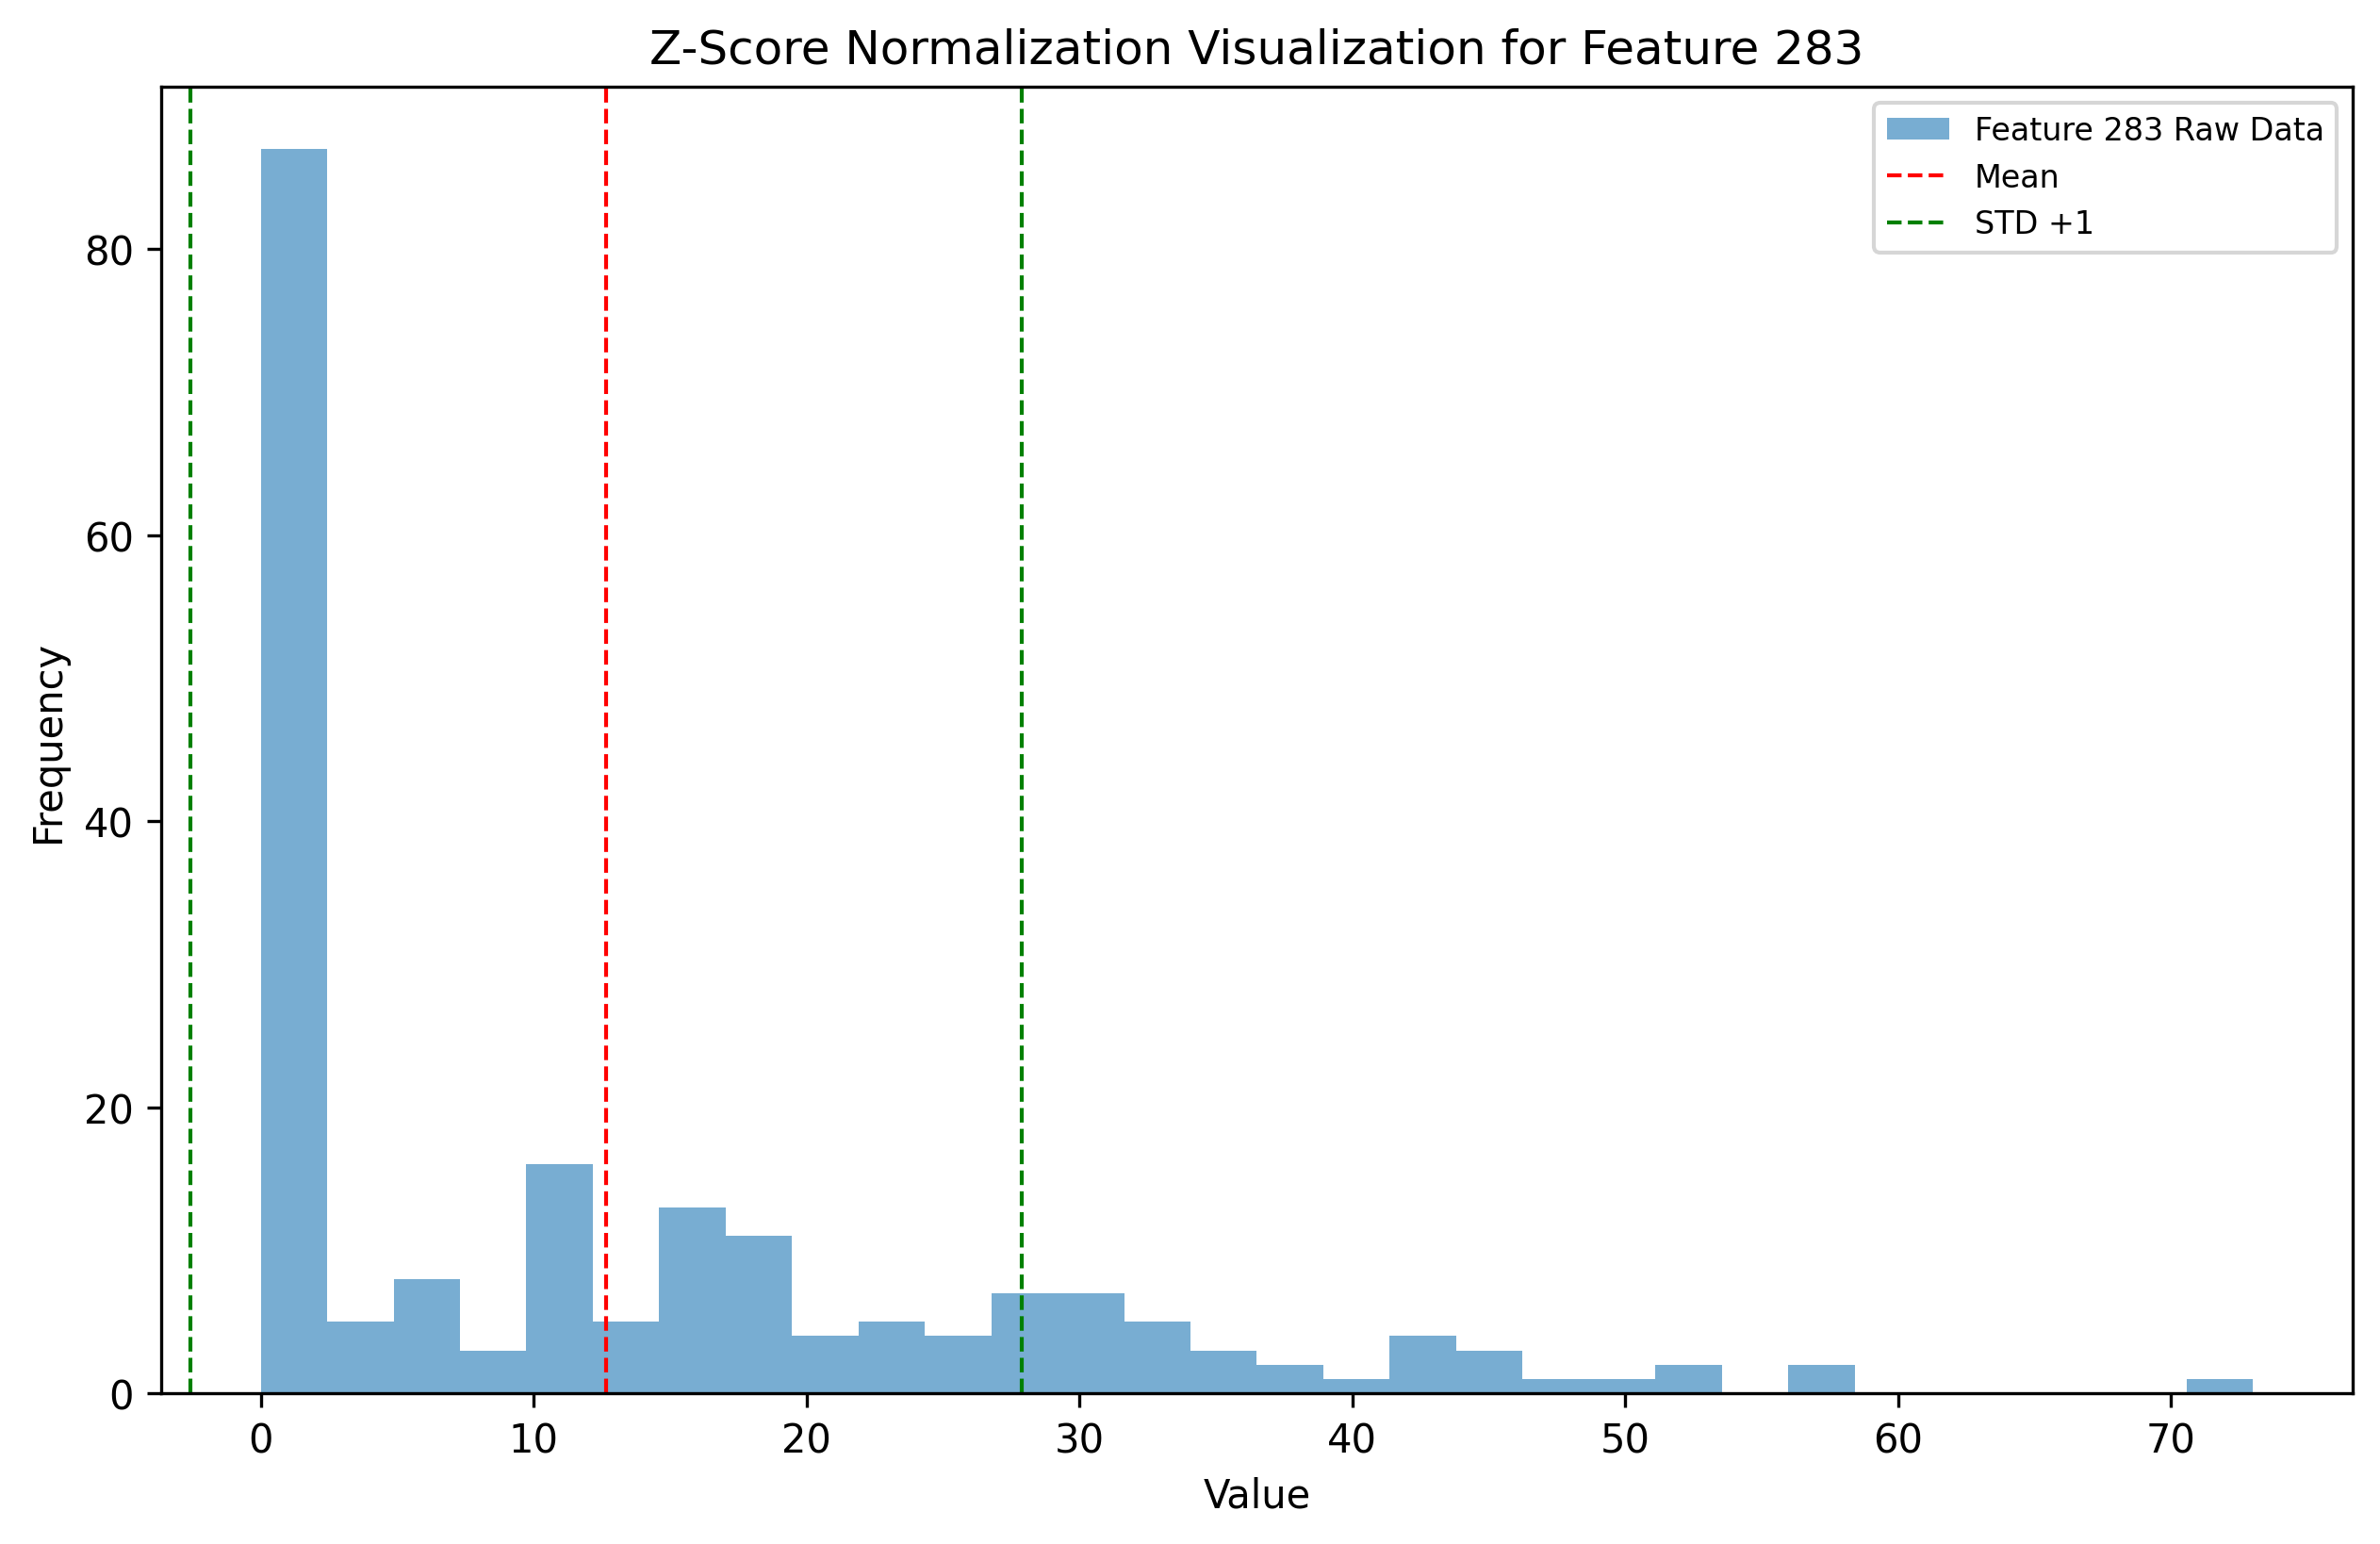 Z-Score Normalization Visualization for Feature 283
Feature 283 Raw Data
Mean
STD +1
80
60
40
20
0
Frequency
0 10 20 30 40 50 60 70
Value